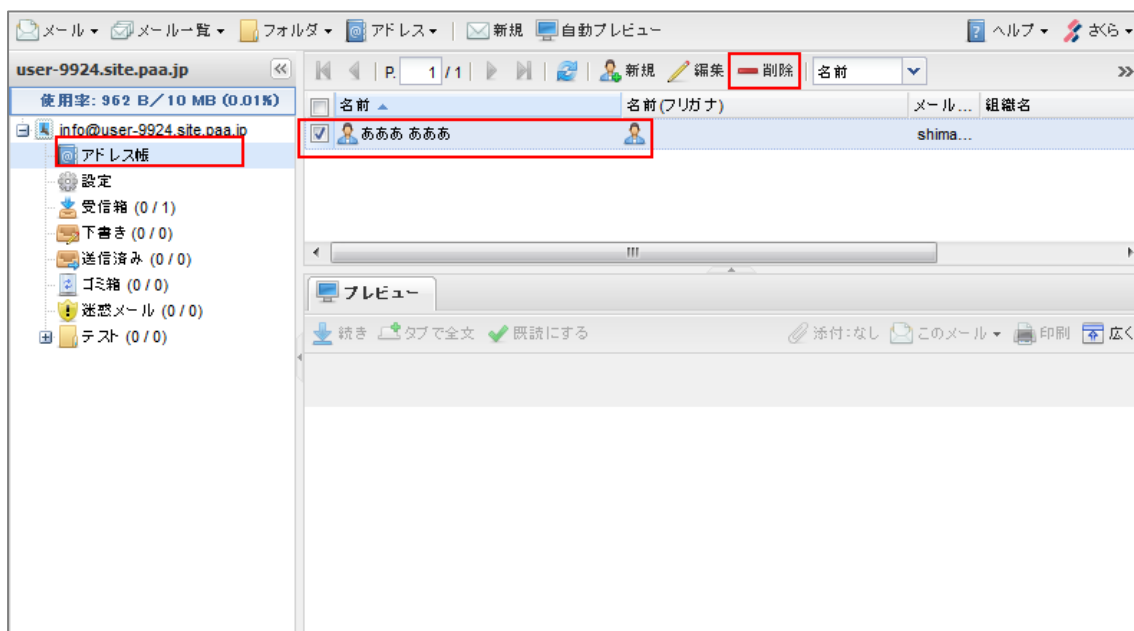 メール メール一覧 フォルダ アドレス 新規 自動プレビュー ヘルプ さくら
user-9924.site.paa.jp
P. 1 / 1 新規 編集 削除 名前
使用率: 962 B／10 MB (0.01%)
名前 名前(フリガナ) メール... 組織名
info@user-9924.site.paa.jp
あああ あああ shima...
アドレス帳
設定
受信箱 (0 / 1)
下書き (0 / 0)
送信済み (0 / 0)
ゴミ箱 (0 / 0)
迷惑メール (0 / 0)
テスト (0 / 0)
プレビュー
続き タブで全文 既読にする 添付:なし このメール 印刷 広く